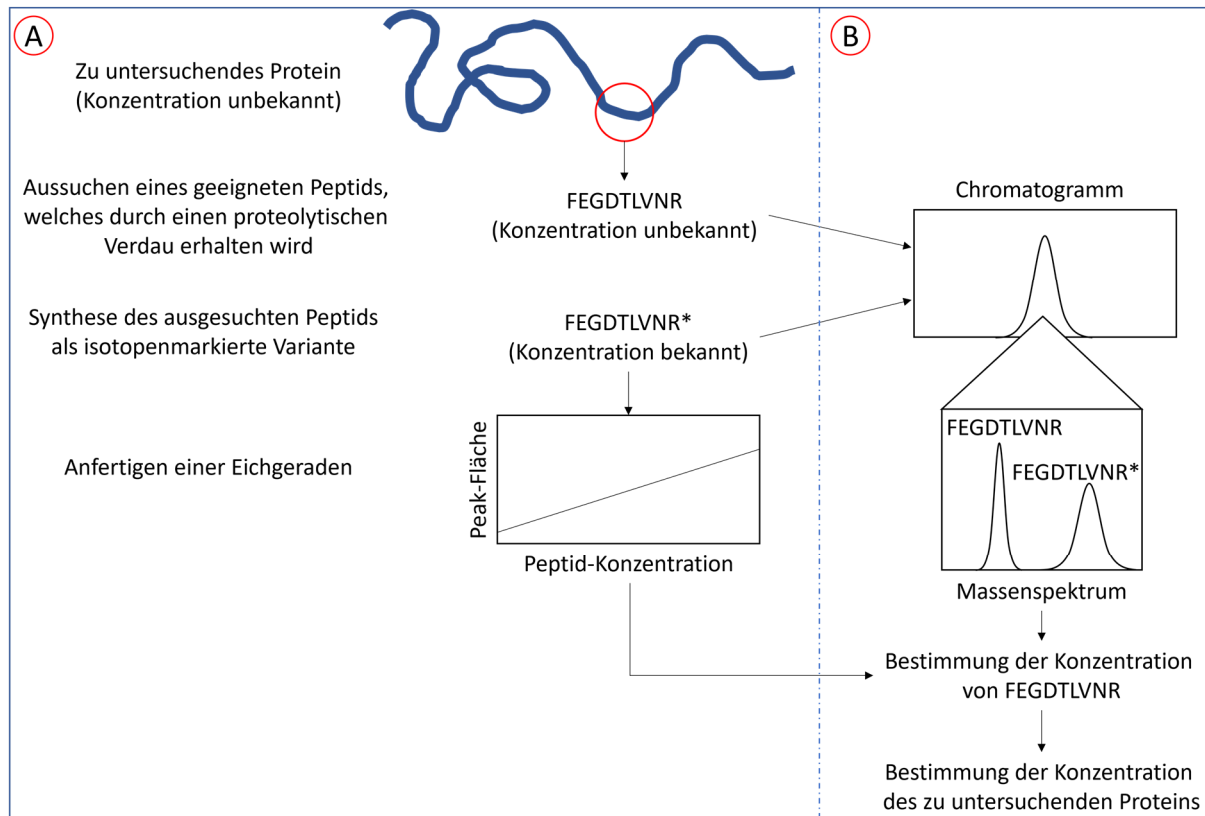 A
Zu untersuchendes Protein
(Konzentration unbekannt)
Aussuchen eines geeigneten Peptids,
welches durch einen proteolytischen
Verdau erhalten wird
FEGDTLVNR
(Konzentration unbekannt)
Synthese des ausgesuchten Peptids
als isotopenmarkierte Variante
FEGDTLVNR*
(Konzentration bekannt)
Anfertigen einer Eichgeraden
Peak-Fläche
Peptid-Konzentration
B
Chromatogramm
FEGDTLVNR
FEGDTLVNR*
Massenspektrum
Bestimmung der Konzentration
von FEGDTLVNR
Bestimmung der Konzentration
des zu untersuchenden Proteins